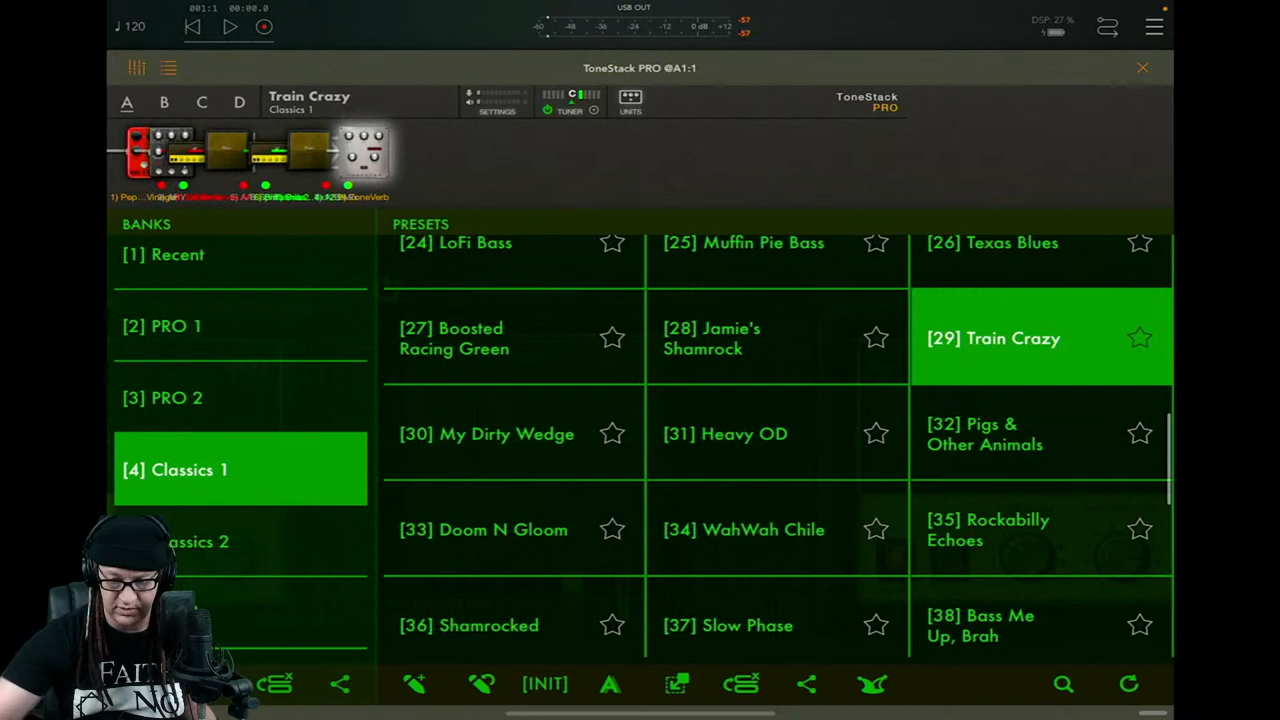 001:1 00:00.0
♩120
USB OUT
-60 -48 -36 -24 -12 0 dB +12
-57
-57
DSP: 27 %
ToneStack PRO @A1:1
A B C D
Train Crazy
Classics 1
SETTINGS
C
TUNER
UNITS
ToneStack
PRO
BANKS
[1] Recent
[2] PRO 1
[3] PRO 2
[4] Classics 1
assics 2
PRESETS
[24] LoFi Bass
[25] Muffin Pie Bass
[26] Texas Blues
[27] Boosted
Racing Green
[28] Jamie's
Shamrock
[29] Train Crazy
[30] My Dirty Wedge
[31] Heavy OD
[32] Pigs &
Other Animals
[33] Doom N Gloom
[34] WahWah Chile
[35] Rockabilly
Echoes
[36] Shamrocked
[37] Slow Phase
[38] Bass Me
Up, Brah
[INIT]
FAIT
NO